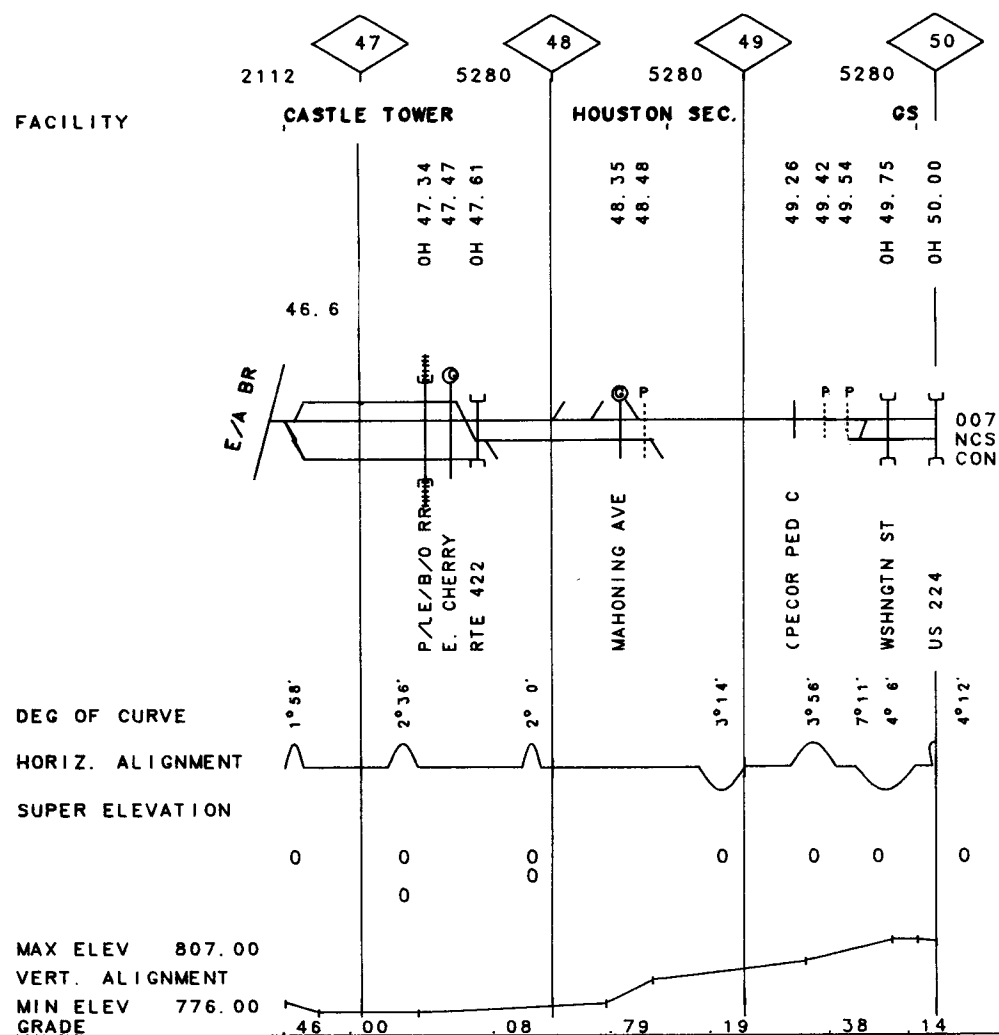 47 48 49 50
2112 5280 5280 5280
FACILITY CASTLE TOWER HOUSTON SEC. GS
OH 47.34
47.47
OH 47.61
48.35
48.48
49.26
49.42
49.54
OH 49.75
OH 50.00
46.6
E/A BR
G
G P P P
007
NCS
CON
P/LE/B/O RR
E. CHERRY
RTE 422
MAHONING AVE
(PECOR PED C
WSHNGTN ST
US 224
DEG OF CURVE 1°58' 2°36' 2° 0' 3°14' 3°56' 7°11' 4° 6' 4°12'
HORIZ. ALIGNMENT
SUPER ELEVATION
0 0 0 0 0 0 0
0
0
MAX ELEV 807.00
VERT. ALIGNMENT
MIN ELEV 776.00
GRADE .46 .00 .08 .79 .19 .38 .14